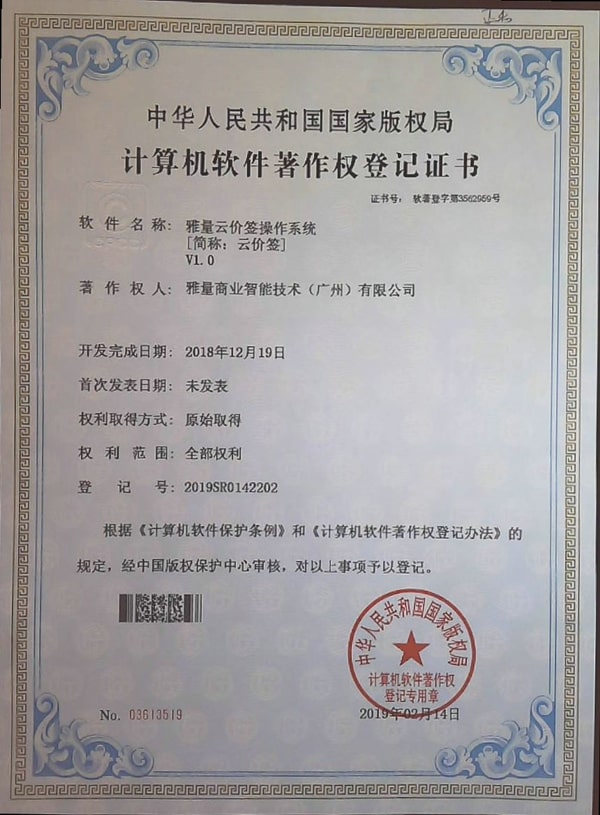 中华人民共和国国家版权局
计算机软件著作权登记证书
证书号： 软著登字第3562959号
软 件 名 称： 雅量云价签操作系统
[简称：云价签]
V1.0
著 作 权 人： 雅量商业智能技术（广州）有限公司
开发完成日期： 2018年12月19日
首次发表日期： 未发表
权利取得方式： 原始取得
权 利 范 围： 全部权利
登 记 号： 2019SR0142202
根据《计算机软件保护条例》和《计算机软件著作权登记办法》的
规定，经中国版权保护中心审核，对以上事项予以登记。
中华人民共和国国家版权局
计算机软件著作权
登记专用章
No. 03613519
2019年02月14日